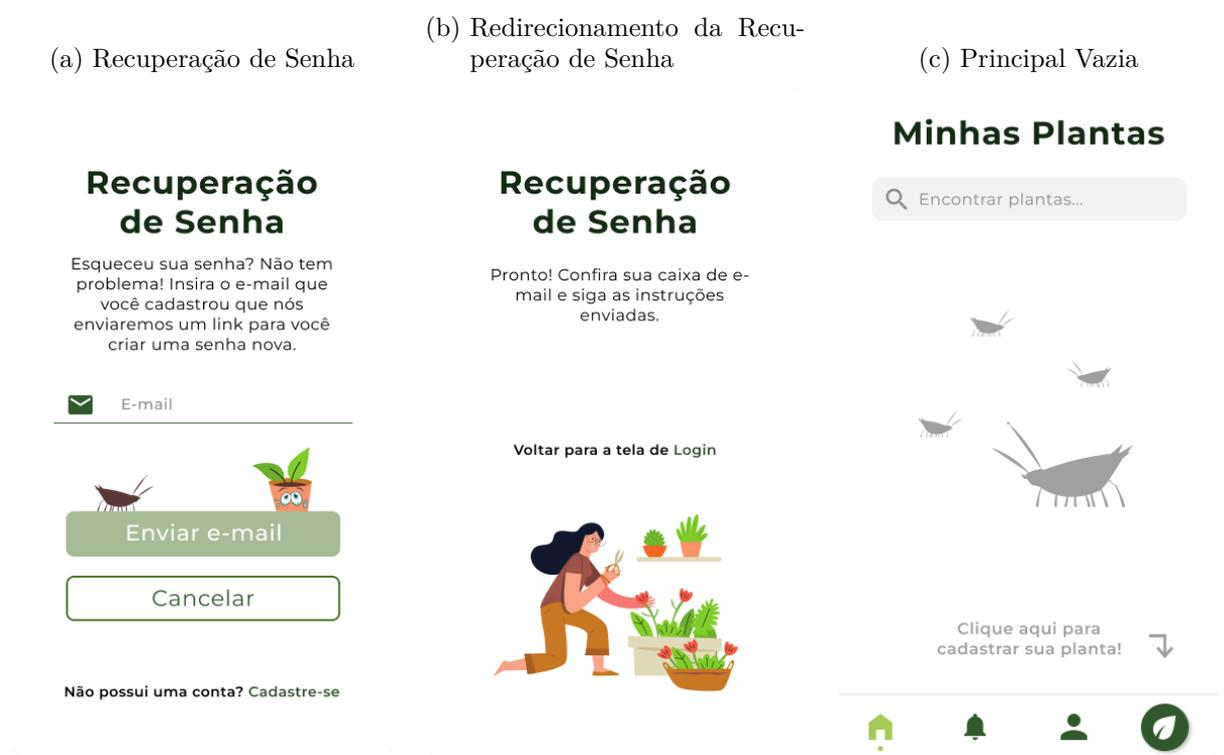 (a) Recuperação de Senha
Recuperação
de Senha
Esqueceu sua senha? Não tem
problema! Insira o e-mail que
você cadastrou que nós
enviaremos um link para você
criar uma senha nova.
E-mail
Enviar e-mail
Cancelar
Não possui uma conta? Cadastre-se
(b) Redirecionamento da Recu-
peração de Senha
Recuperação
de Senha
Pronto! Confira sua caixa de e-
mail e siga as instruções
enviadas.
Voltar para a tela de Login
(c) Principal Vazia
Minhas Plantas
Encontrar plantas...
Clique aqui para
cadastrar sua planta!